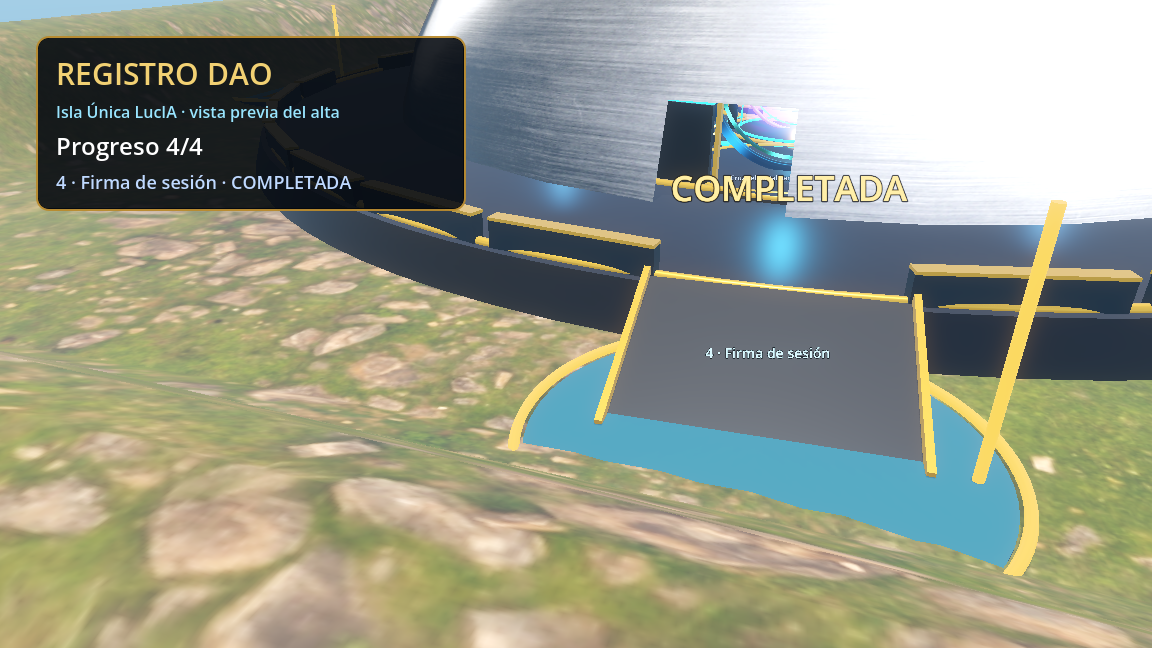 REGISTRO DAO
Isla Única LucIA · vista previa del alta
Progreso 4/4
4 · Firma de sesión · COMPLETADA
COMPLETADA
4 · Firma de sesión